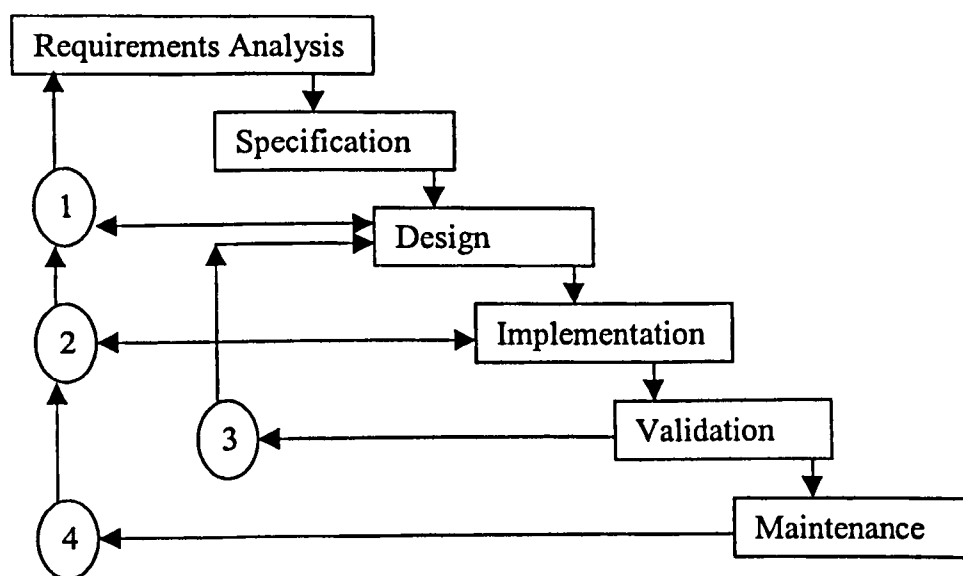 Requirements Analysis
Specification
1
Design
2
Implementation
3
Validation
4
Maintenance